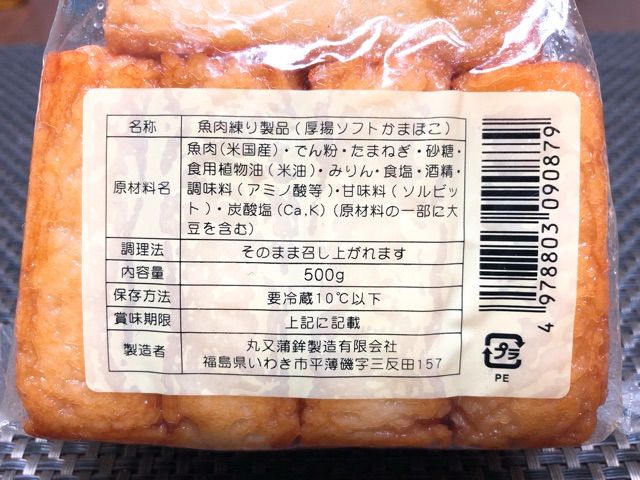 名称 魚肉練り製品(厚揚ソフトかまぼこ)
原材料名 魚肉(米国産)・でん粉・たまねぎ・砂糖・
食用植物油(米油)・みりん・食塩・酒精・
調味料(アミノ酸等)・甘味料(ソルビッ
ト)・炭酸塩(Ca,K)(原材料の一部に大
豆を含む)
調理法 そのまま召し上がれます
内容量 500g
保存方法 要冷蔵10℃以下
賞味期限 上記に記載
製造者 丸又蒲鉾製造有限会社
福島県いわき市平薄磯字三反田157
4 978803 090879
プラ
PE